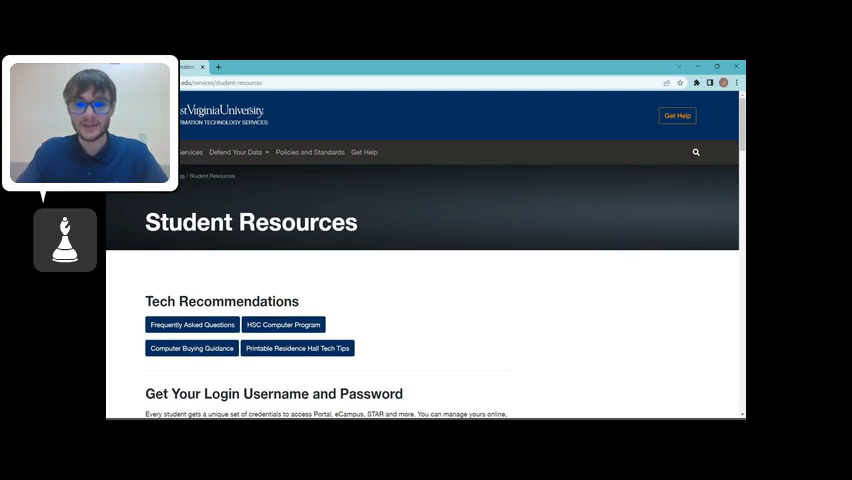 .edu/services/student-resources
stVirginiaUniversity.
RMATION TECHNOLOGY SERVICES
Get Help
Services Defend Your Data Policies and Standards Get Help
/ Student Resources
Student Resources
Tech Recommendations
Frequently Asked Questions HSC Computer Program
Computer Buying Guidance Printable Residence Hall Tech Tips
Get Your Login Username and Password
Every student gets a unique set of credentials to access Portal, eCampus, STAR and more. You can manage yours online,